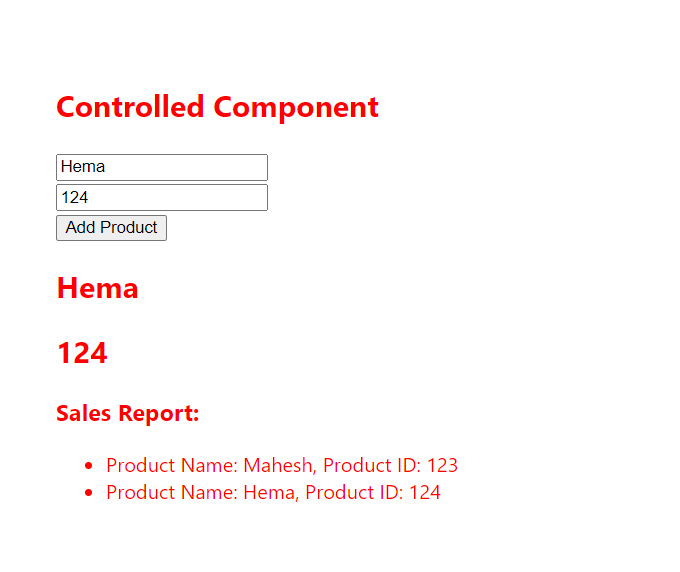 Controlled Component
Hema
124
Add Product
Hema
124
Sales Report:
Product Name: Mahesh, Product ID: 123
Product Name: Hema, Product ID: 124